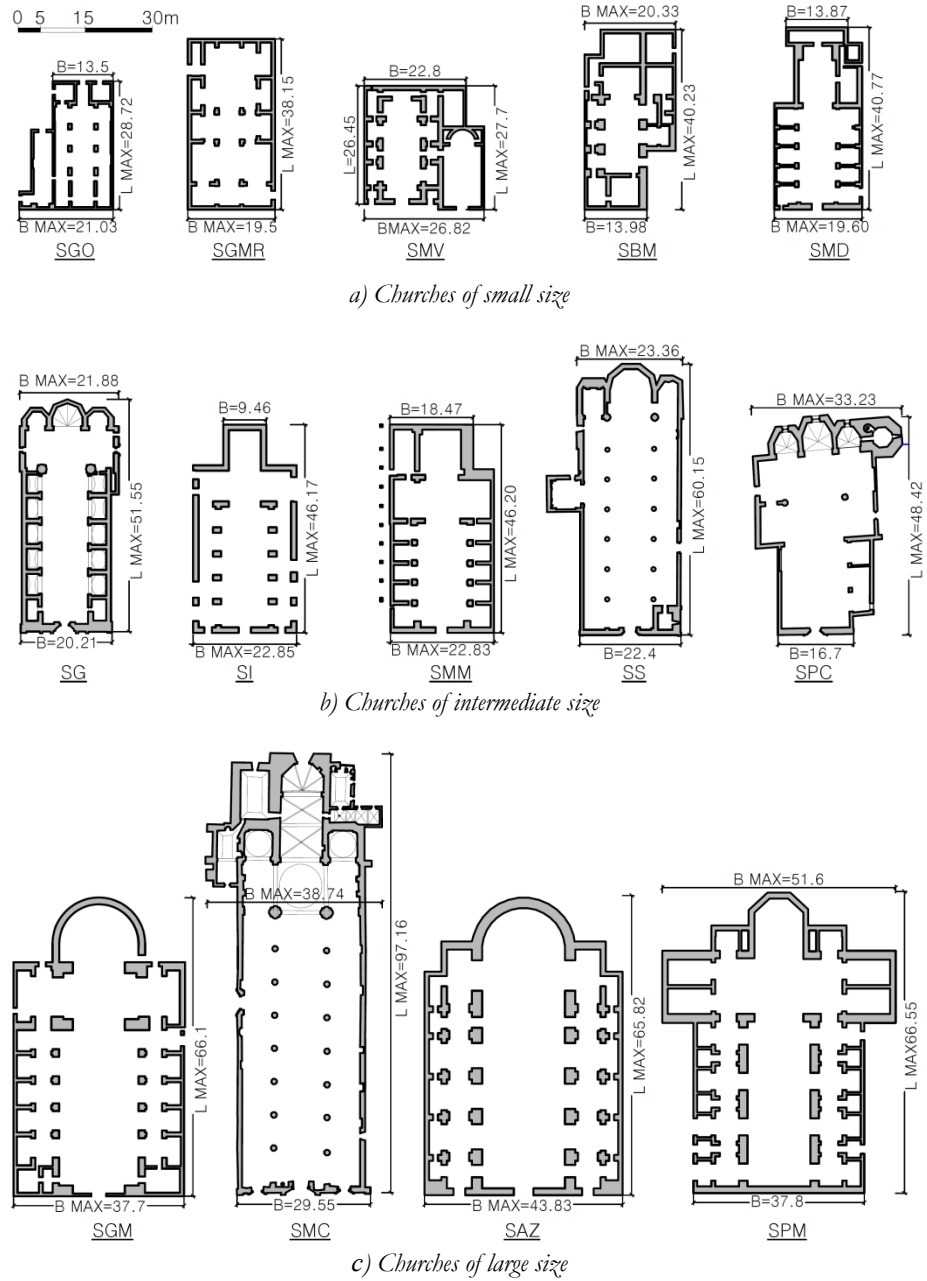 0 5 15 30m
B=13.5
L MAX=28.72
B MAX=21.03
SGO
L MAX=38.15
B MAX=19.5
SGMR
B=22.8
L=26.45
L MAX=27.7
BMAX=26.82
SMV
B MAX=20.33
L MAX=40.23
B=13.98
SBM
B=13.87
L MAX=40.77
B MAX=19.60
SMD
a) Churches of small size
B MAX=21.88
L MAX=51.55
B=20.21
SG
B=9.46
L MAX=46.17
B MAX=22.85
SI
B=18.47
L MAX=46.20
B MAX=22.83
SMM
B MAX=23.36
L MAX=60.15
B=22.4
SS
B MAX=33.23
L MAX=48.42
B=16.7
SPC
b) Churches of intermediate size
L MAX=66.1
B MAX=37.7
SGM
B MAX=38.74
L MAX=97.16
B=29.55
SMC
L MAX=65.82
B MAX=43.83
SAZ
B MAX=51.6
L MAX66.55
B=37.8
SPM
c) Churches of large size